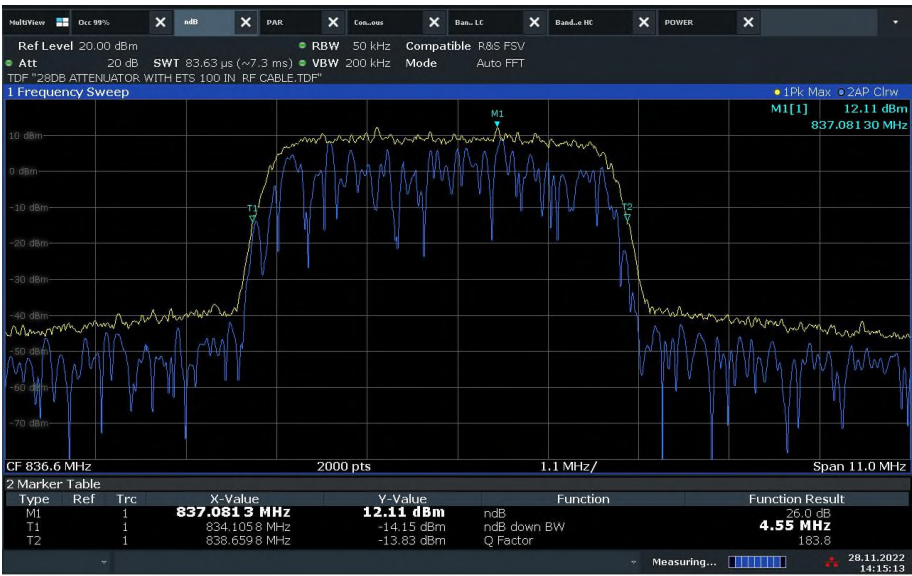 MultiView Occ 99% X ndB X PAR X Con..ous X Ban.. LC X Band..e HC X POWER X
Ref Level 20.00 dBm RBW 50 kHz Compatible R&S FSV
Att 20 dB SWT 83.63 µs (~7.3 ms) VBW 200 kHz Mode Auto FFT
TDF "28DB ATTENUATOR WITH ETS 100 IN RF CABLE.TDF"
1 Frequency Sweep 1Pk Max 2AP Clrw
M1[1] 12.11 dBm
837.08130 MHz
M1
10 dBm
0 dBm
T1
T2
-10 dBm
-20 dBm
-30 dBm
-40 dBm
-50 dBm
-60 dBm
-70 dBm
CF 836.6 MHz 2000 pts 1.1 MHz/ Span 11.0 MHz
2 Marker Table
Type Ref Trc X-Value Y-Value Function Function Result
M1 1 837.0813 MHz 12.11 dBm ndB 26.0 dB
T1 1 834.1058 MHz -14.15 dBm ndB down BW 4.55 MHz
T2 1 838.6598 MHz -13.83 dBm Q Factor 183.8
Measuring... 28.11.2022
14:15:13